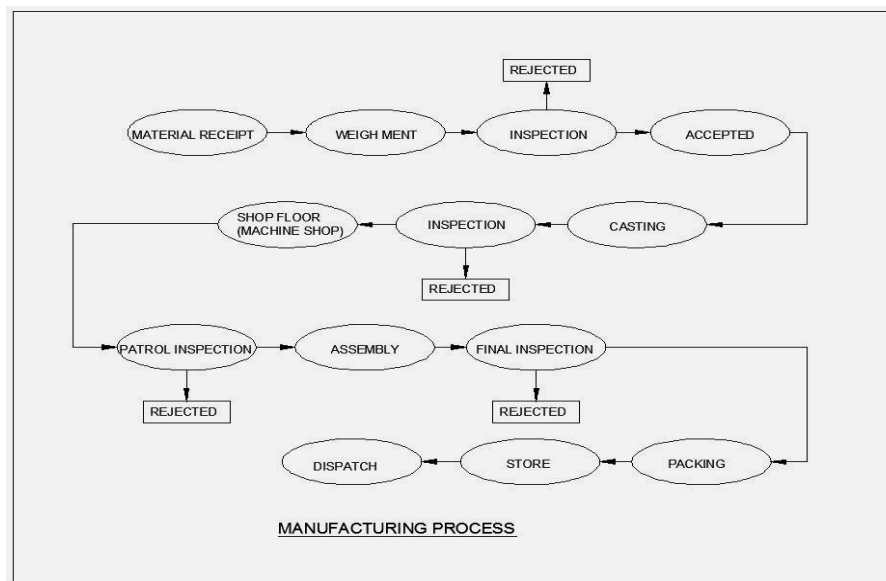 REJECTED
MATERIAL RECEIPT
WEIGH MENT
INSPECTION
ACCEPTED
SHOP FLOOR
(MACHINE SHOP)
INSPECTION
CASTING
REJECTED
PATROL INSPECTION
ASSEMBLY
FINAL INSPECTION
REJECTED
REJECTED
DISPATCH
STORE
PACKING
MANUFACTURING PROCESS